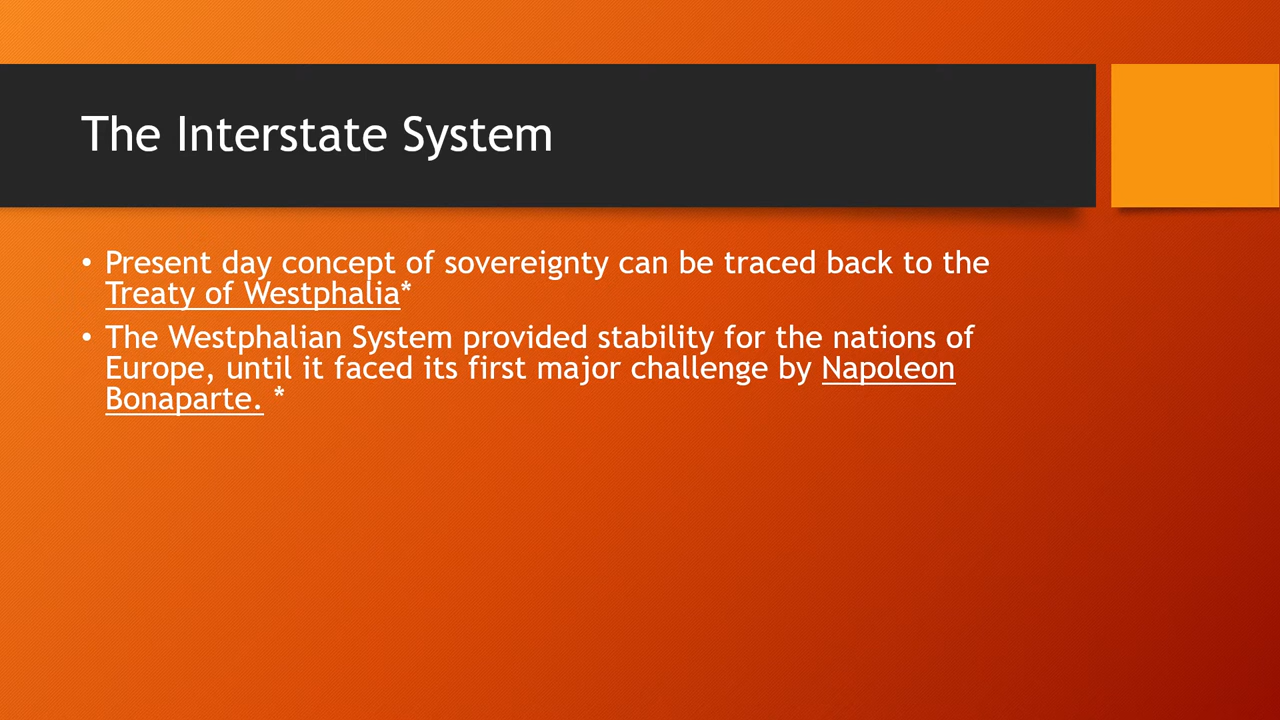 The Interstate System
• Present day concept of sovereignty can be traced back to the
Treaty of Westphalia*
• The Westphalian System provided stability for the nations of
Europe, until it faced its first major challenge by Napoleon
Bonaparte. *